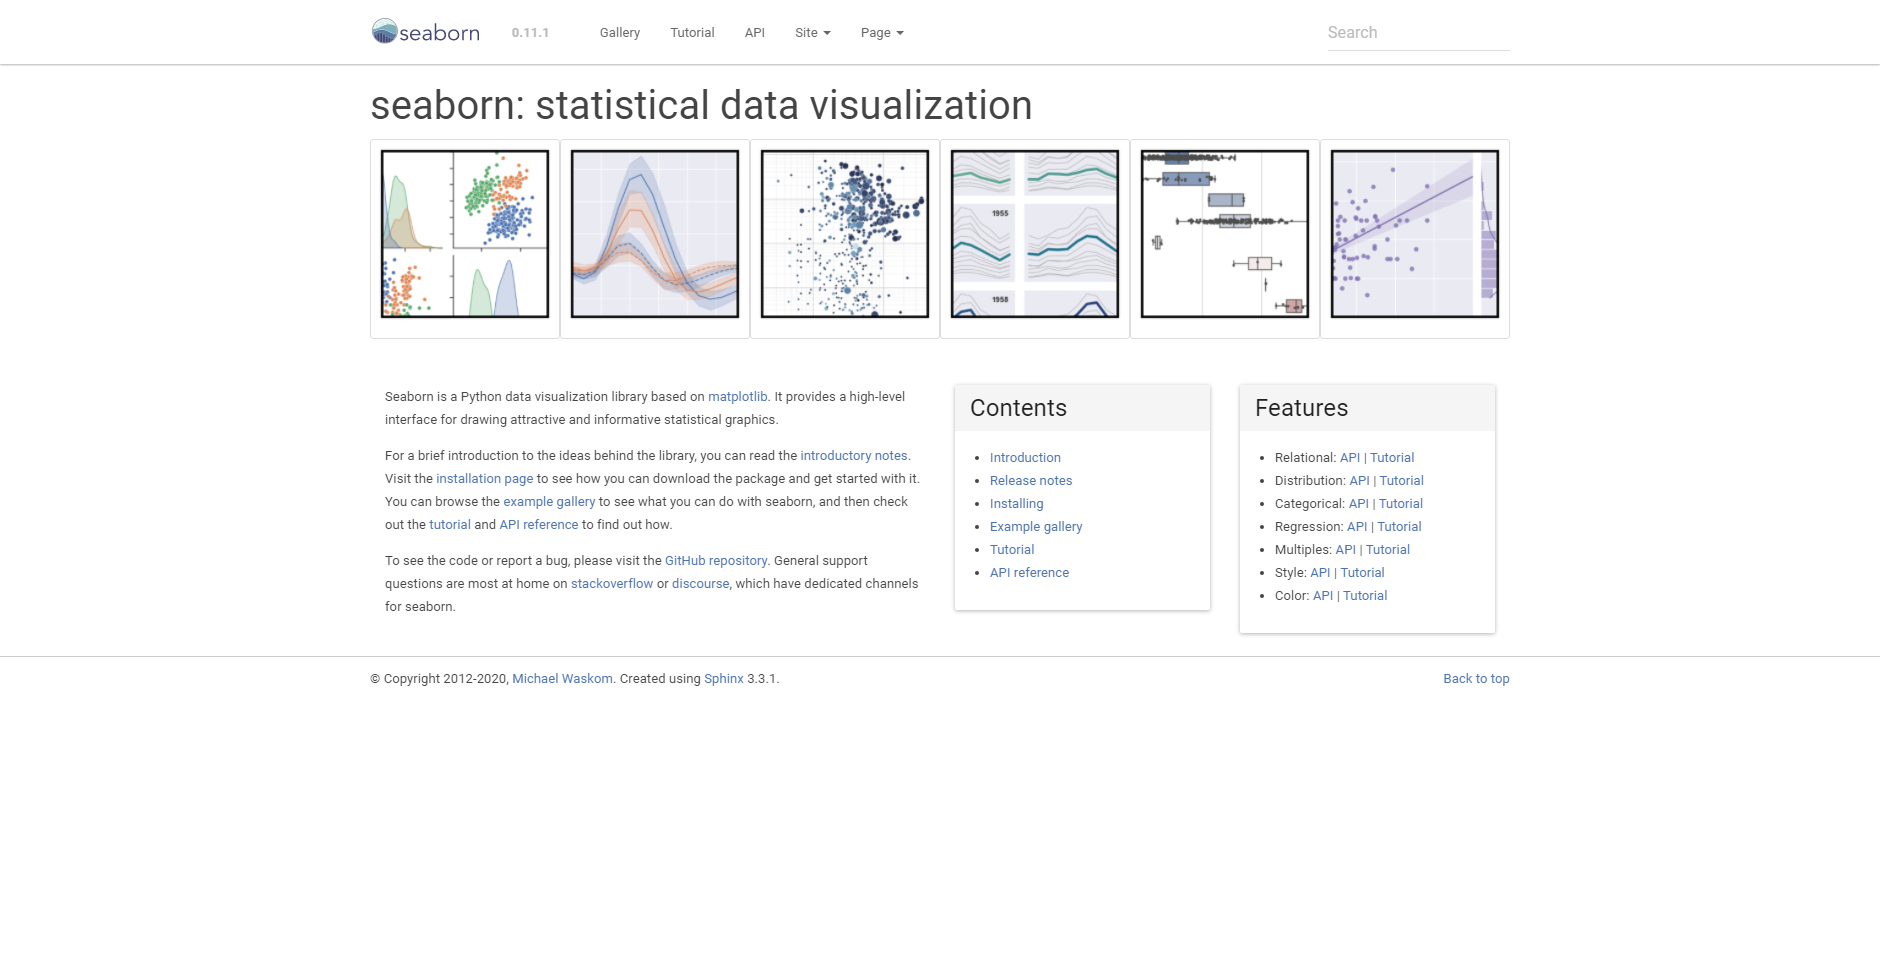 seaborn 0.11.1 Gallery Tutorial API Site Page Search
seaborn: statistical data visualization
1955
1958
Seaborn is a Python data visualization library based on matplotlib. It provides a high-level
interface for drawing attractive and informative statistical graphics.
For a brief introduction to the ideas behind the library, you can read the introductory notes.
Visit the installation page to see how you can download the package and get started with it.
You can browse the example gallery to see what you can do with seaborn, and then check
out the tutorial and API reference to find out how.
To see the code or report a bug, please visit the GitHub repository. General support
questions are most at home on stackoverflow or discourse, which have dedicated channels
for seaborn.
Contents
Introduction
Release notes
Installing
Example gallery
Tutorial
API reference
Features
Relational: API | Tutorial
Distribution: API | Tutorial
Categorical: API | Tutorial
Regression: API | Tutorial
Multiples: API | Tutorial
Style: API | Tutorial
Color: API | Tutorial
© Copyright 2012-2020, Michael Waskom. Created using Sphinx 3.3.1.
Back to top